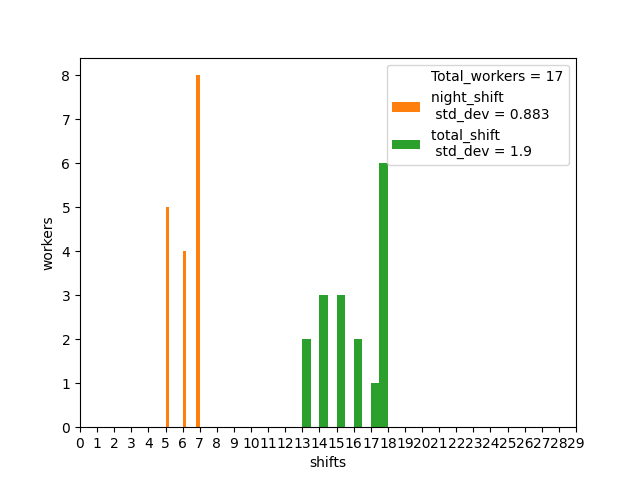 8
7
6
5
4
3
2
1
0
workers
Total_workers = 17
night_shift
std_dev = 0.883
total_shift
std_dev = 1.9
0 1 2 3 4 5 6 7 8 9 10 11 12 13 14 15 16 17 18 19 20 21 22 23 24 25 26 27 28 29
shifts